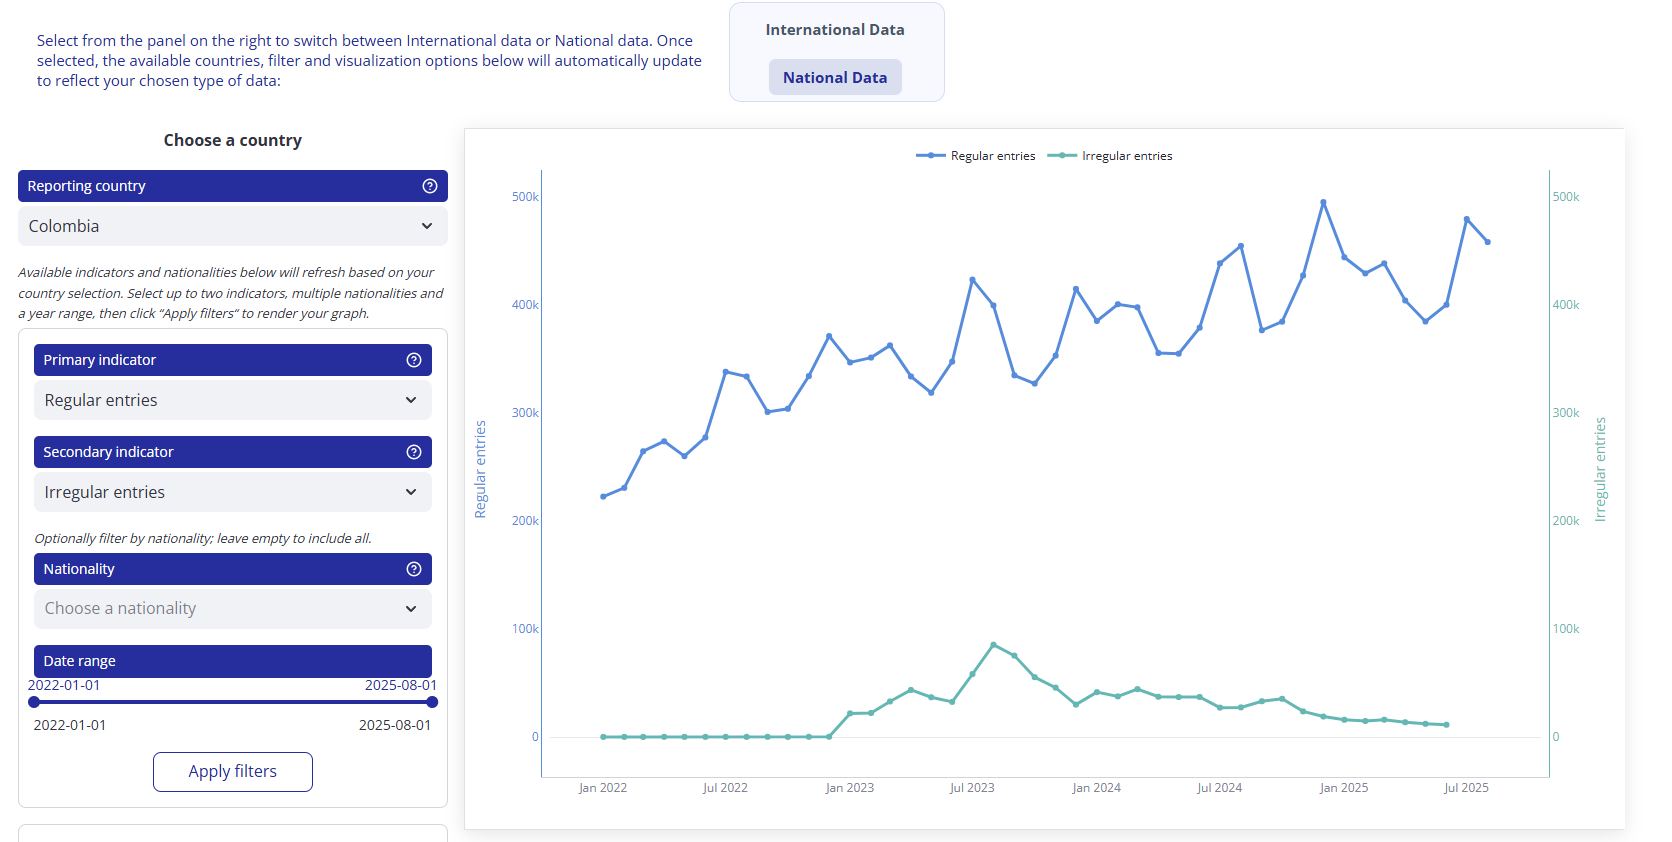 Select from the panel on the right to switch between International data or National data. Once
selected, the available countries, filter and visualization options below will automatically update
to reflect your chosen type of data:
International Data
National Data
Choose a country
Reporting country
Colombia
Available indicators and nationalities below will refresh based on your
country selection. Select up to two indicators, multiple nationalities and
a year range, then click “Apply filters” to render your graph.
Primary indicator
Regular entries
Secondary indicator
Irregular entries
Optionally filter by nationality; leave empty to include all.
Nationality
Choose a nationality
Date range
2022-01-01 2025-08-01
2022-01-01 2025-08-01
Apply filters
Regular entries Irregular entries
500k 500k
400k 400k
300k 300k
200k 200k
100k 100k
0 0
Regular entries
Irregular entries
Jan 2022 Jul 2022 Jan 2023 Jul 2023 Jan 2024 Jul 2024 Jan 2025 Jul 2025